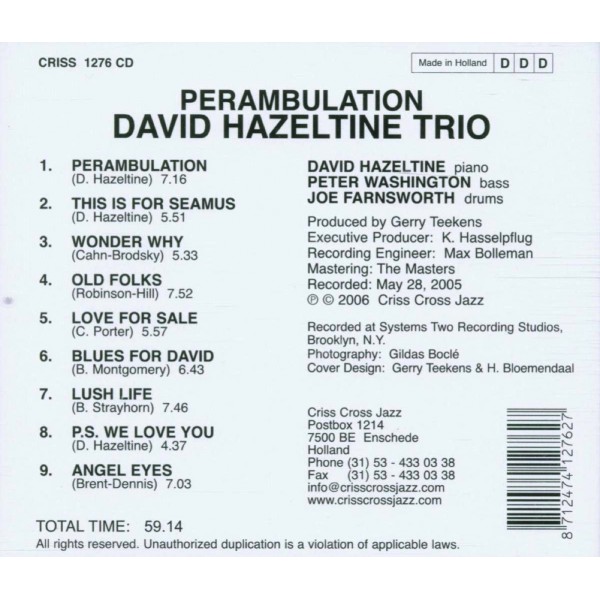 CRISS 1276 CD
Made in Holland D D D
PERAMBULATION
DAVID HAZELTINE TRIO
1. PERAMBULATION
(D. Hazeltine) 7.16
2. THIS IS FOR SEAMUS
(D. Hazeltine) 5.51
3. WONDER WHY
(Cahn-Brodsky) 5.33
4. OLD FOLKS
(Robinson-Hill) 7.52
5. LOVE FOR SALE
(C. Porter) 5.57
6. BLUES FOR DAVID
(B. Montgomery) 6.43
7. LUSH LIFE
(B. Strayhorn) 7.46
8. P.S. WE LOVE YOU
(D. Hazeltine) 4.37
9. ANGEL EYES
(Brent-Dennis) 7.03
TOTAL TIME: 59.14
DAVID HAZELTINE piano
PETER WASHINGTON bass
JOE FARNSWORTH drums
Produced by Gerry Teekens
Executive Producer: K. Hasselpflug
Recording Engineer: Max Bolleman
Mastering: The Masters
Recorded: May 28, 2005
℗ © 2006 Criss Cross Jazz
Recorded at Systems Two Recording Studios,
Brooklyn, N.Y.
Photography: Gildas Boclé
Cover Design: Gerry Teekens & H. Bloemendaal
Criss Cross Jazz
Postbox 1214
7500 BE Enschede
Holland
Phone (31) 53 - 433 03 38
Fax (31) 53 - 433 03 38
info@crisscrossjazz.com
www.crisscrossjazz.com
8 712474 127627
All rights reserved. Unauthorized duplication is a violation of applicable laws.